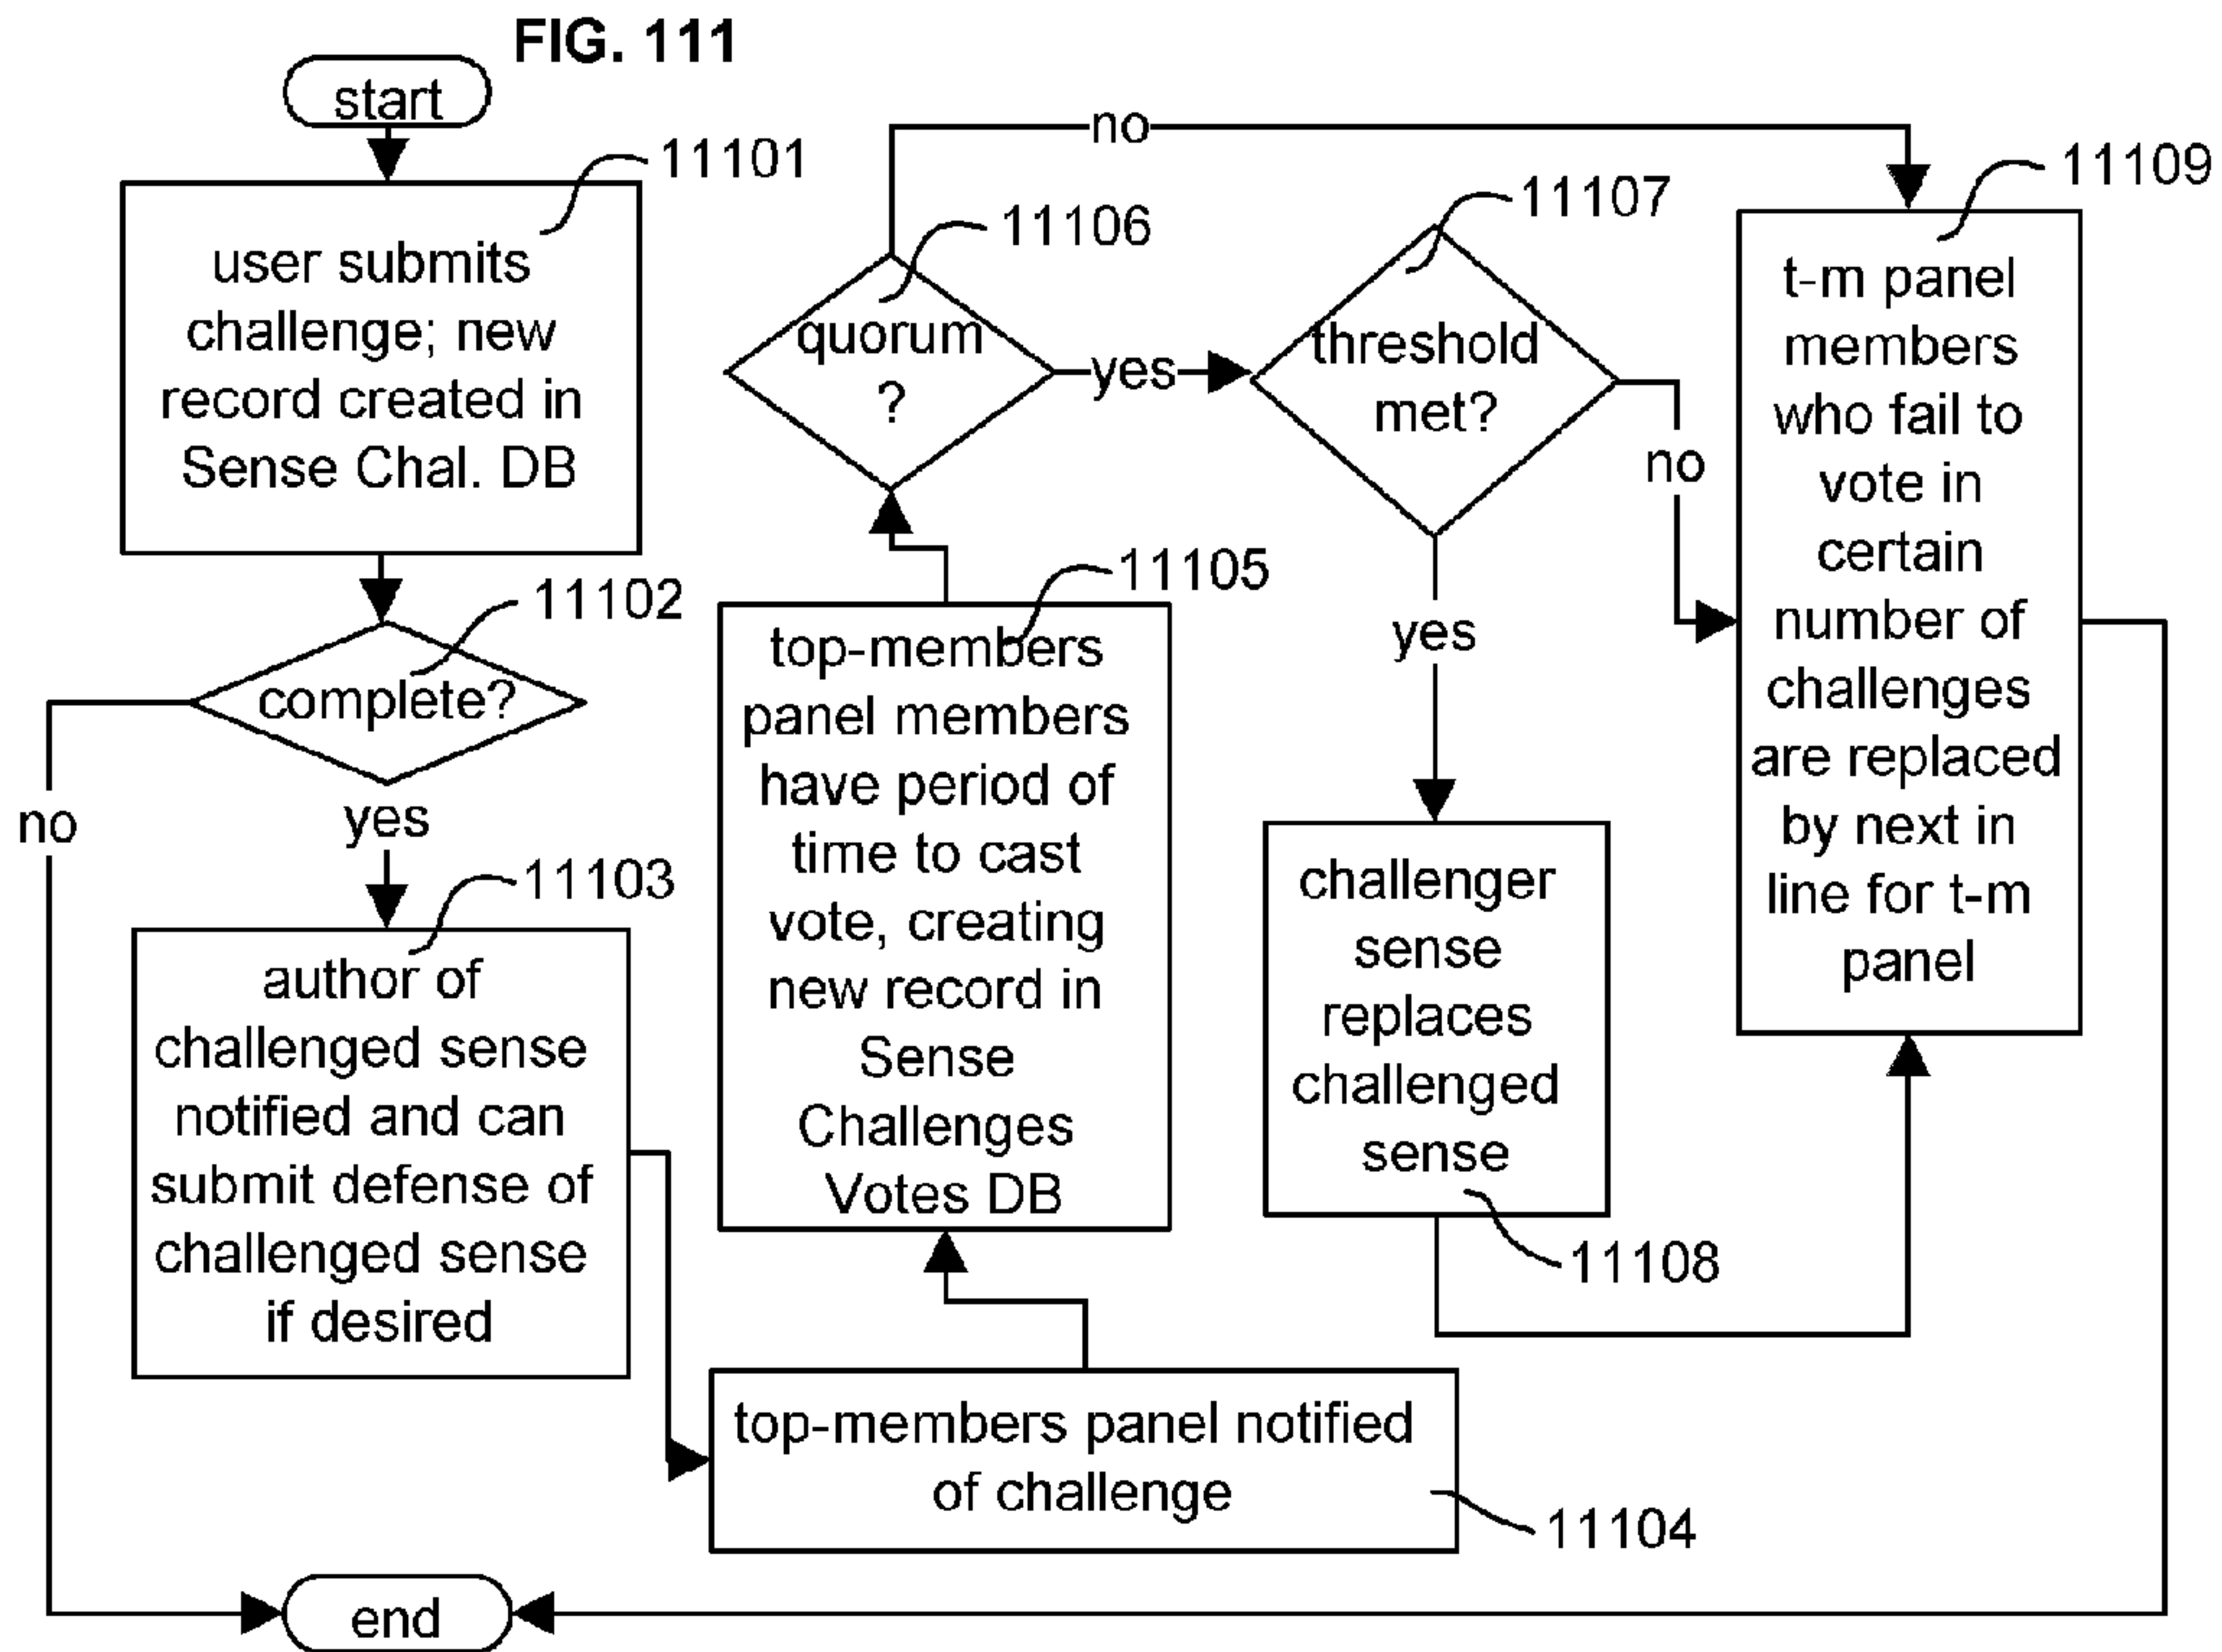 FIG. 111
start
11101
user submits
challenge; new
record created in
Sense Chal. DB
11102
complete?
no
yes
11103
author of
challenged sense
notified and can
submit defense of
challenged sense
if desired
top-members panel notified
of challenge
11104
11105
top-members
panel members
have period of
time to cast
vote, creating
new record in
Sense
Challenges
Votes DB
11106
quorum
?
no
yes
11107
threshold
met?
no
yes
challenger
sense
replaces
challenged
sense
11108
11109
t-m panel
members
who fail to
vote in
certain
number of
challenges
are replaced
by next in
line for t-m
panel
end